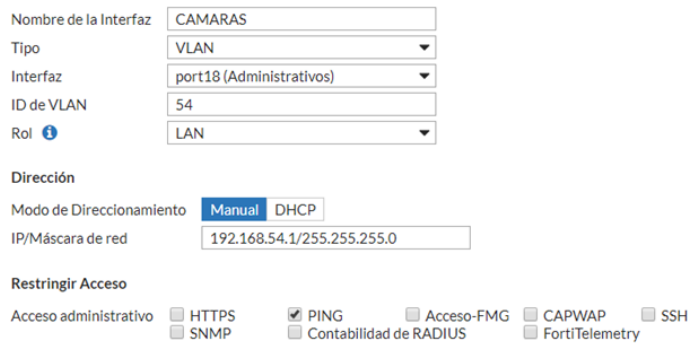 Nombre de la Interfaz CAMARAS
Tipo VLAN
Interfaz port18 (Administrativos)
ID de VLAN 54
Rol LAN
Dirección
Modo de Direccionamiento Manual DHCP
IP/Máscara de red 192.168.54.1/255.255.255.0
Restringir Acceso
Acceso administrativo HTTPS PING Acceso-FMG CAPWAP SSH
SNMP Contabilidad de RADIUS FortiTelemetry